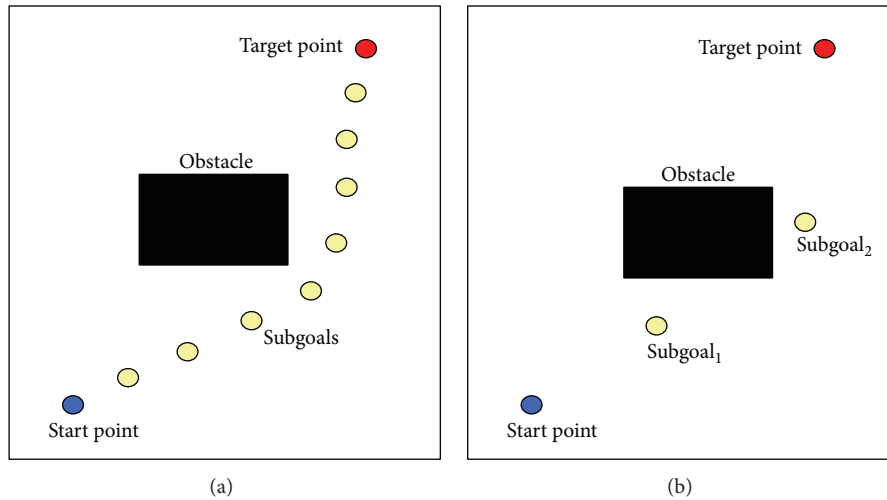 Target point
Obstacle
Subgoals
Start point
(a)
Target point
Obstacle
Subgoal₂
Subgoal₁
Start point
(b)